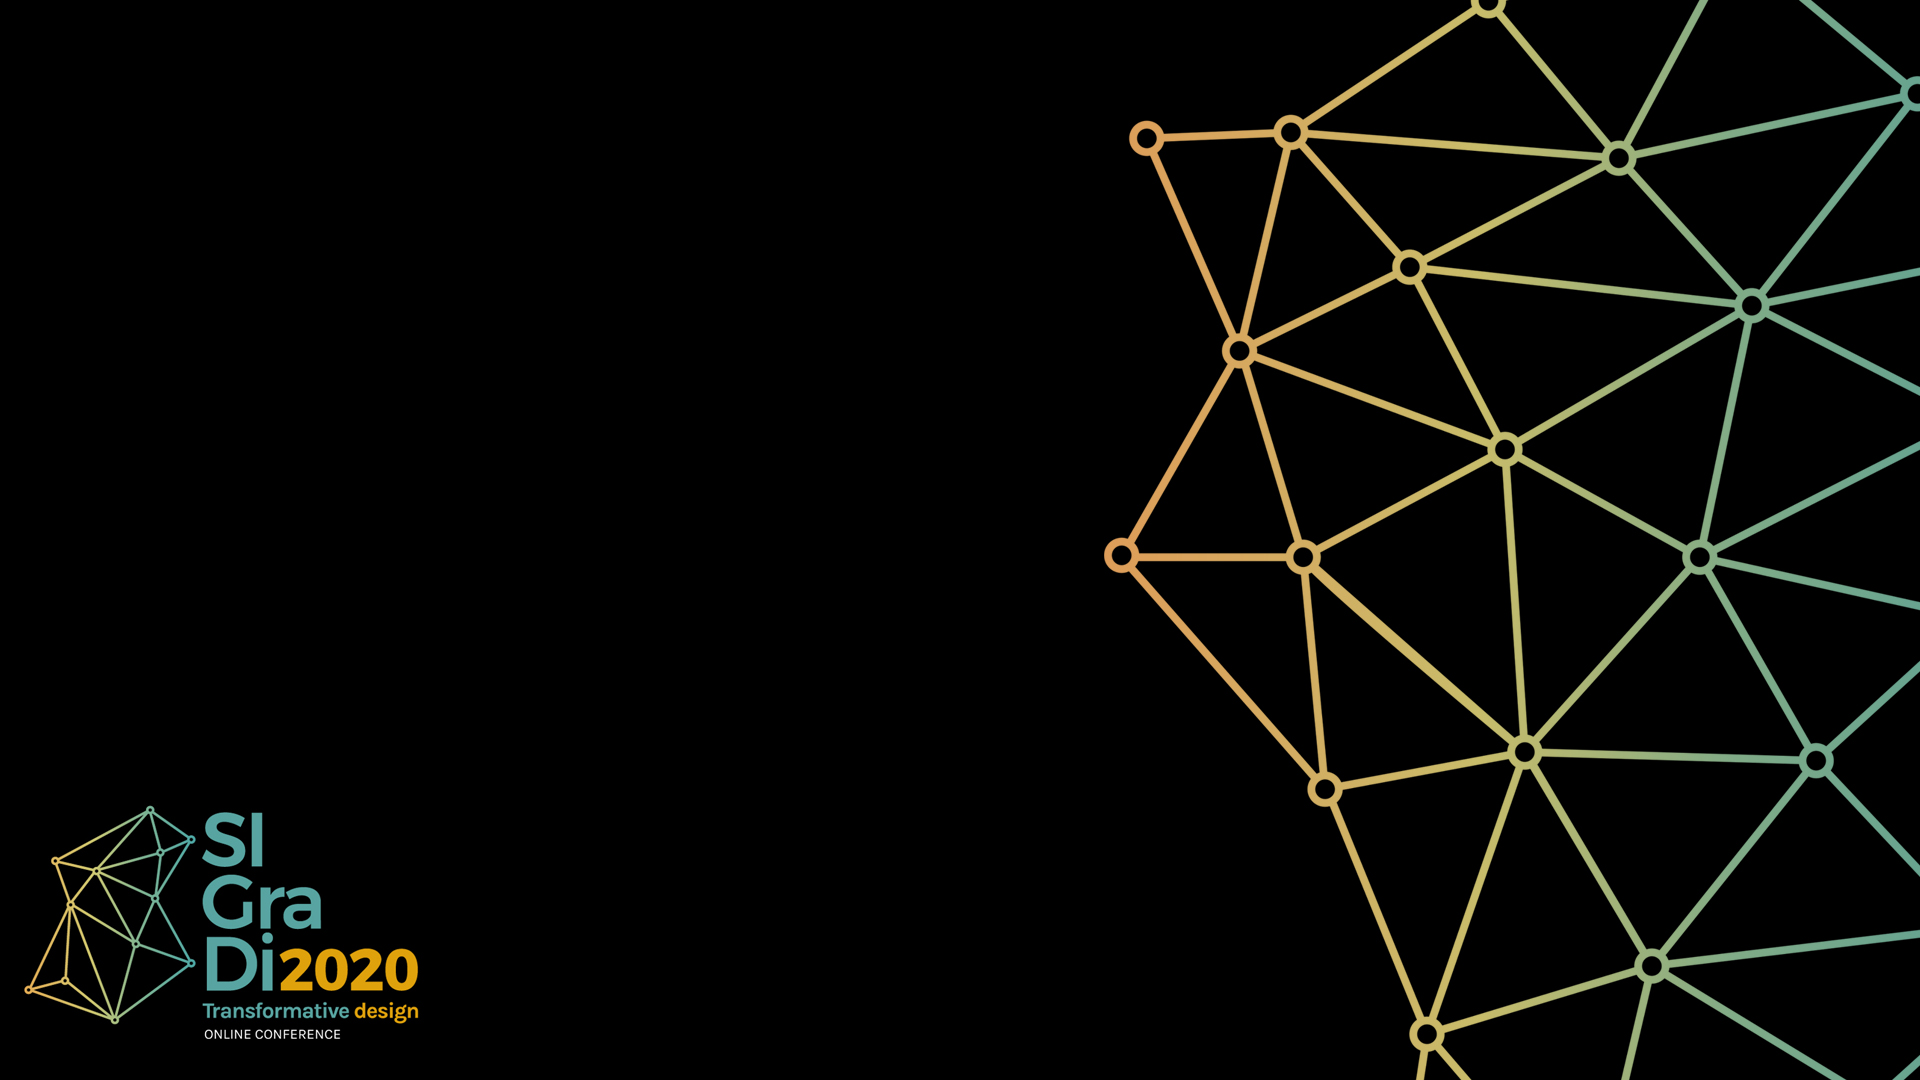 SI
Gra
Di2020
Transformative design
ONLINE CONFERENCE